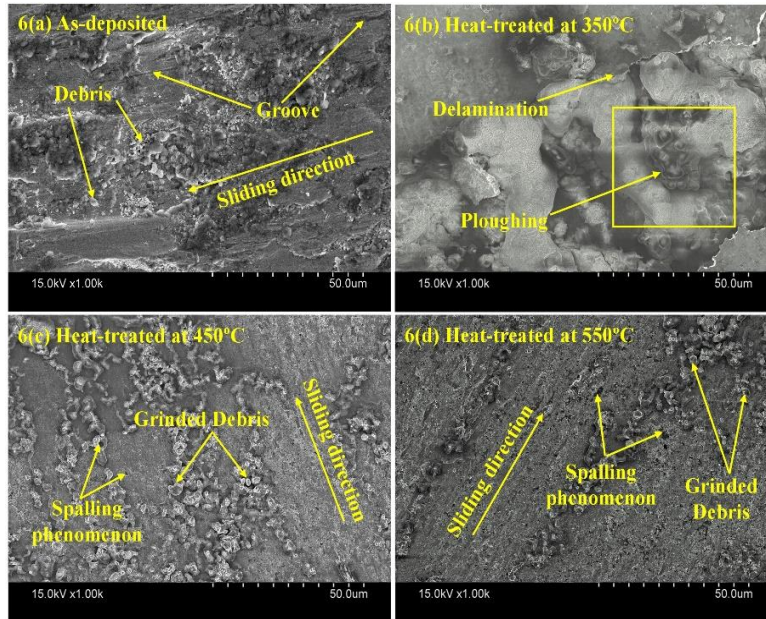 6(a) As-deposited
Debris
Groove
Sliding direction
15.0kV x1.00k
50.0um
6(b) Heat-treated at 350ºC
Delamination
Ploughing
15.0kV x1.00k
50.0um
6(c) Heat-treated at 450ºC
Grinded Debris
Sliding direction
Spalling
phenomenon
15.0kV x1.00k
50.0um
6(d) Heat-treated at 550ºC
Sliding direction
Spalling
phenomenon
Grinded
Debris
15.0kV x1.00k
50.0um